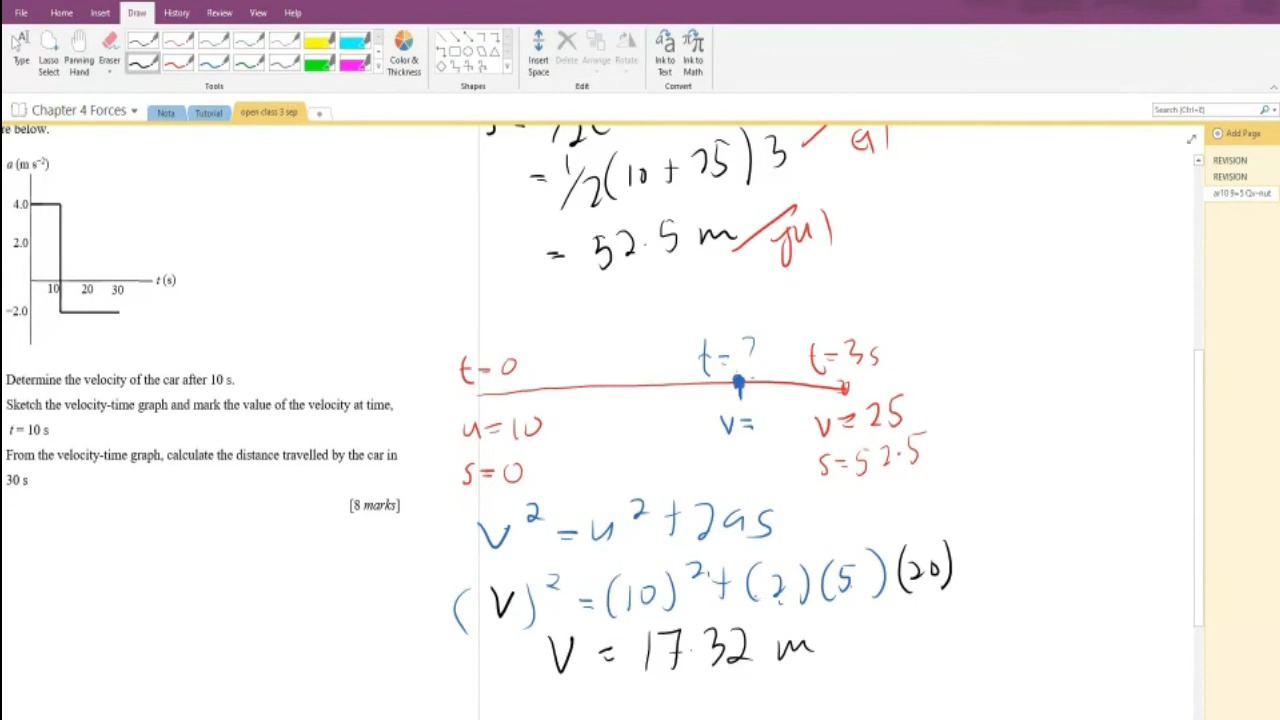 File Home Insert Draw History Review View Help
Type Lasso Select Panning Hand Eraser Color & Thickness Insert Space Delete Arrange Rotate Ink to Text Ink to Math
Tools Shapes Edit Convert
Chapter 4 Forces Nota Tutorial open class 3 sep
Search (Ctrl+E)
Add Page
REVISION
REVISION
re below.
a (m s⁻²)
4.0
2.0
10 20 30 t (s)
−2.0
Determine the velocity of the car after 10 s.
Sketch the velocity-time graph and mark the value of the velocity at time,
t = 10 s
From the velocity-time graph, calculate the distance travelled by the car in
30 s
[8 marks]
= 1/2(10 + 25) 3
= 52.5 m
t=0 t=? t=3s
u=10 v= v=25
s=0 s=52.5
v² = u² + 2as
(v)² = (10)² + (2)(5)(20)
v = 17.32 m